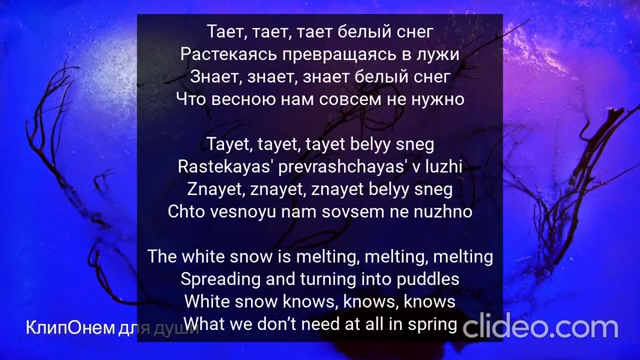 Тает, тает, тает белый снег
Растекаясь превращаясь в лужи
Знает, знает, знает белый снег
Что весною нам совсем не нужно
Tayet, tayet, tayet belyy sneg
Rastekayas' prevrashchayas' v luzhi
Znayet, znayet, znayet belyy sneg
Chto vesnoyu nam sovsem ne nuzhno
The white snow is melting, melting, melting
Spreading and turning into puddles
White snow knows, knows, knows
What we don’t need at all in spring
КлипОнем для души
clideo.com